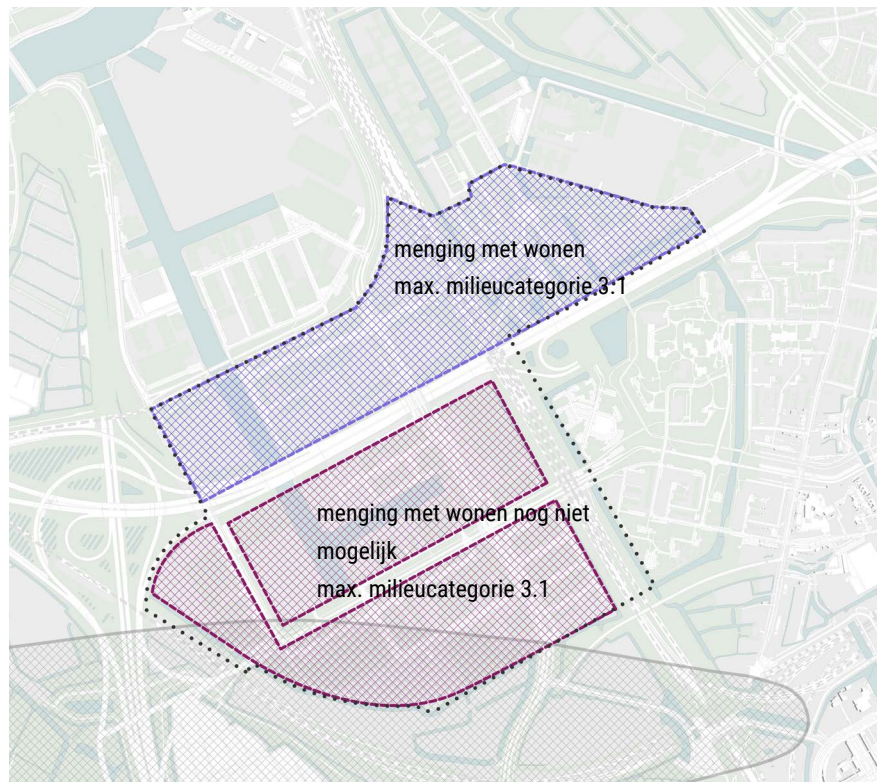 menging met wonen
max. milieucategorie 3.1
menging met wonen nog niet
mogelijk
max. milieucategorie 3.1